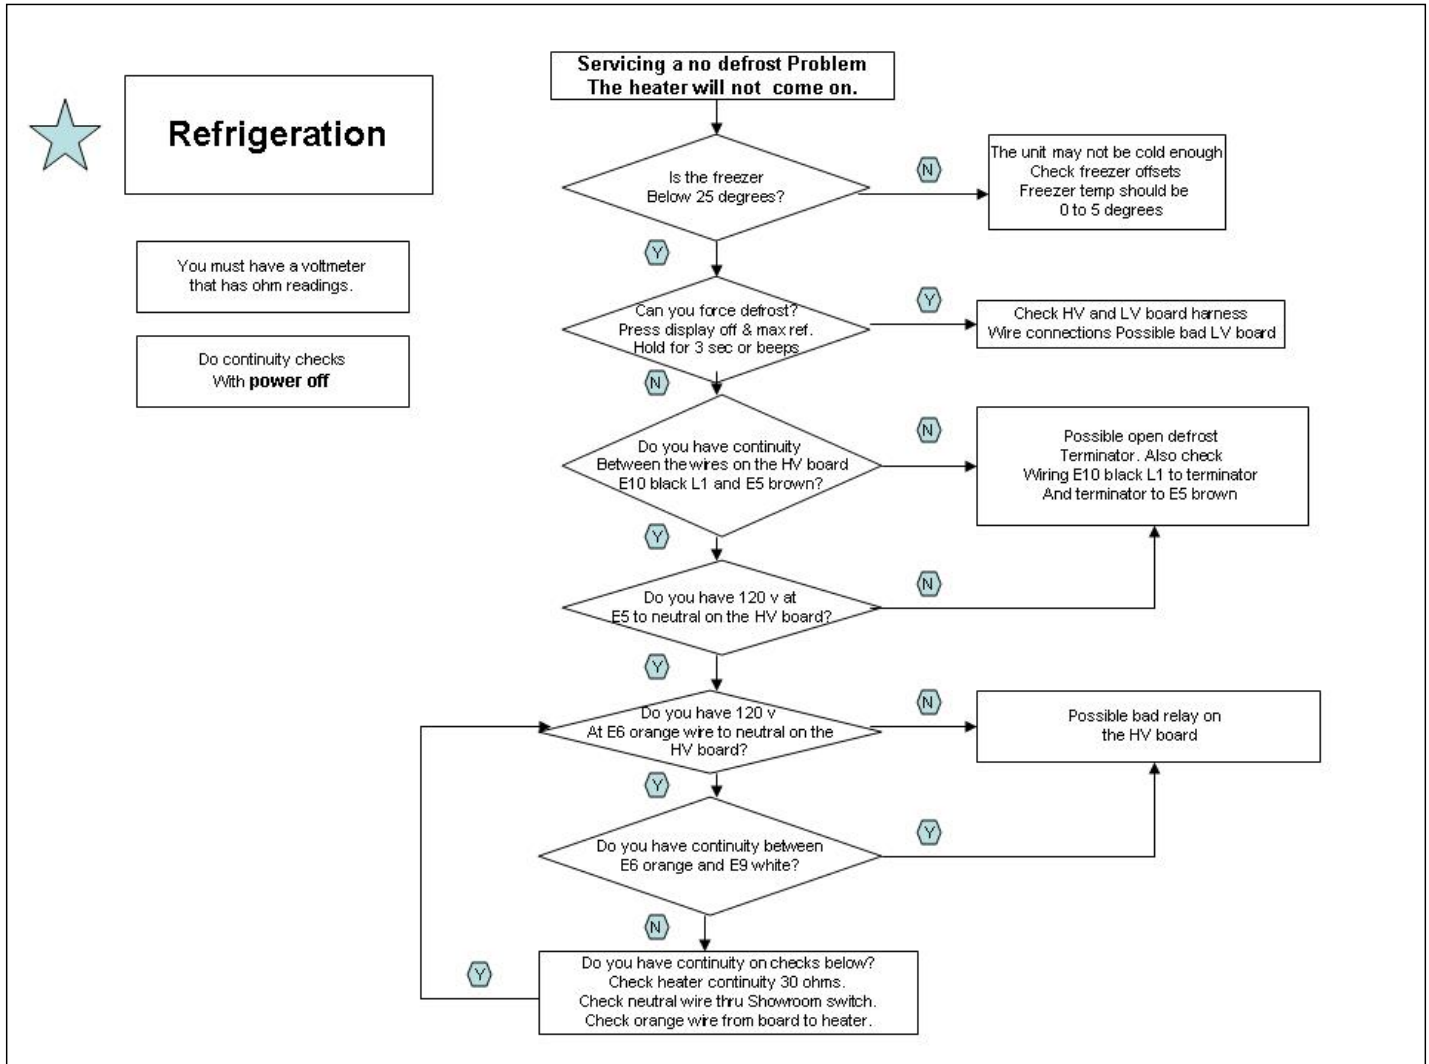 Servicing a no defrost Problem
The heater will not come on.
Refrigeration
You must have a voltmeter
that has ohm readings.
Do continuity checks
With power off
Is the freezer
Below 25 degrees?
N
The unit may not be cold enough
Check freezer offsets
Freezer temp should be
0 to 5 degrees
Y
Can you force defrost?
Press display off & max ref.
Hold for 3 sec or beeps
Y
Check HV and LV board harness
Wire connections Possible bad LV board
N
Do you have continuity
Between the wires on the HV board
E10 black L1 and E5 brown?
N
Possible open defrost
Terminator. Also check
Wiring E10 black L1 to terminator
And terminator to E5 brown
Y
Do you have 120 v at
E5 to neutral on the HV board?
N
Y
Do you have 120 v
At E6 orange wire to neutral on the
HV board?
N
Possible bad relay on
the HV board
Y
Do you have continuity between
E6 orange and E9 white?
Y
N
Do you have continuity on checks below?
Check heater continuity 30 ohms.
Check neutral wire thru Showroom switch.
Check orange wire from board to heater.
Y